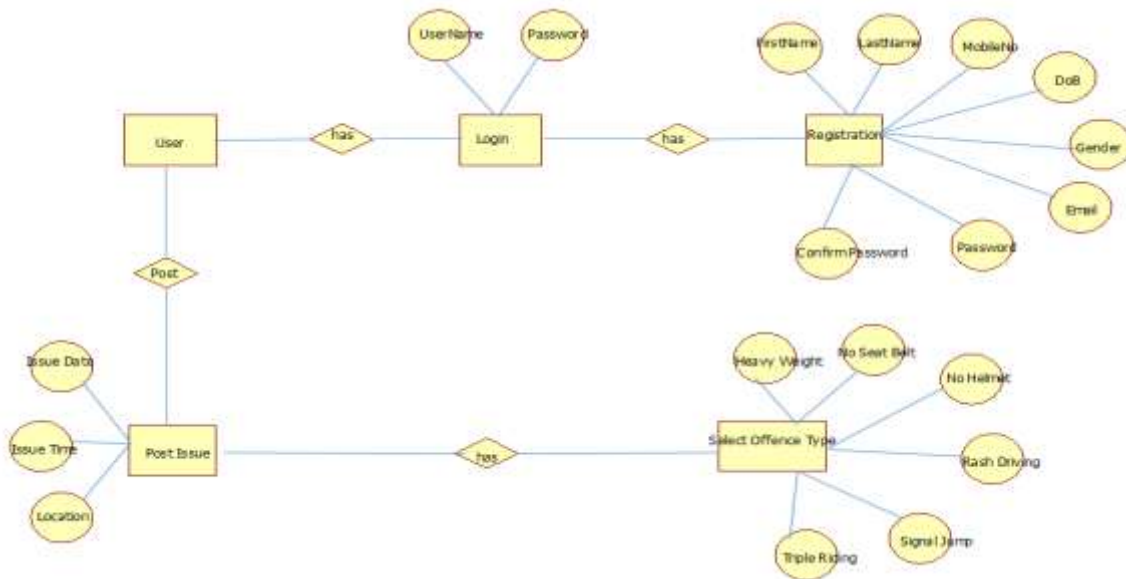 UserName
Password
FirstName
LastName
MobileNo
DoB
User
has
Login
has
Registration
Gender
Email
Confirm Password
Password
Post
Issue Date
Heavy Weight
No Seat Belt
No Helmet
Issue Time
Post Issue
has
Select Offence Type
Rash Driving
Location
Triple Riding
Signal Jump